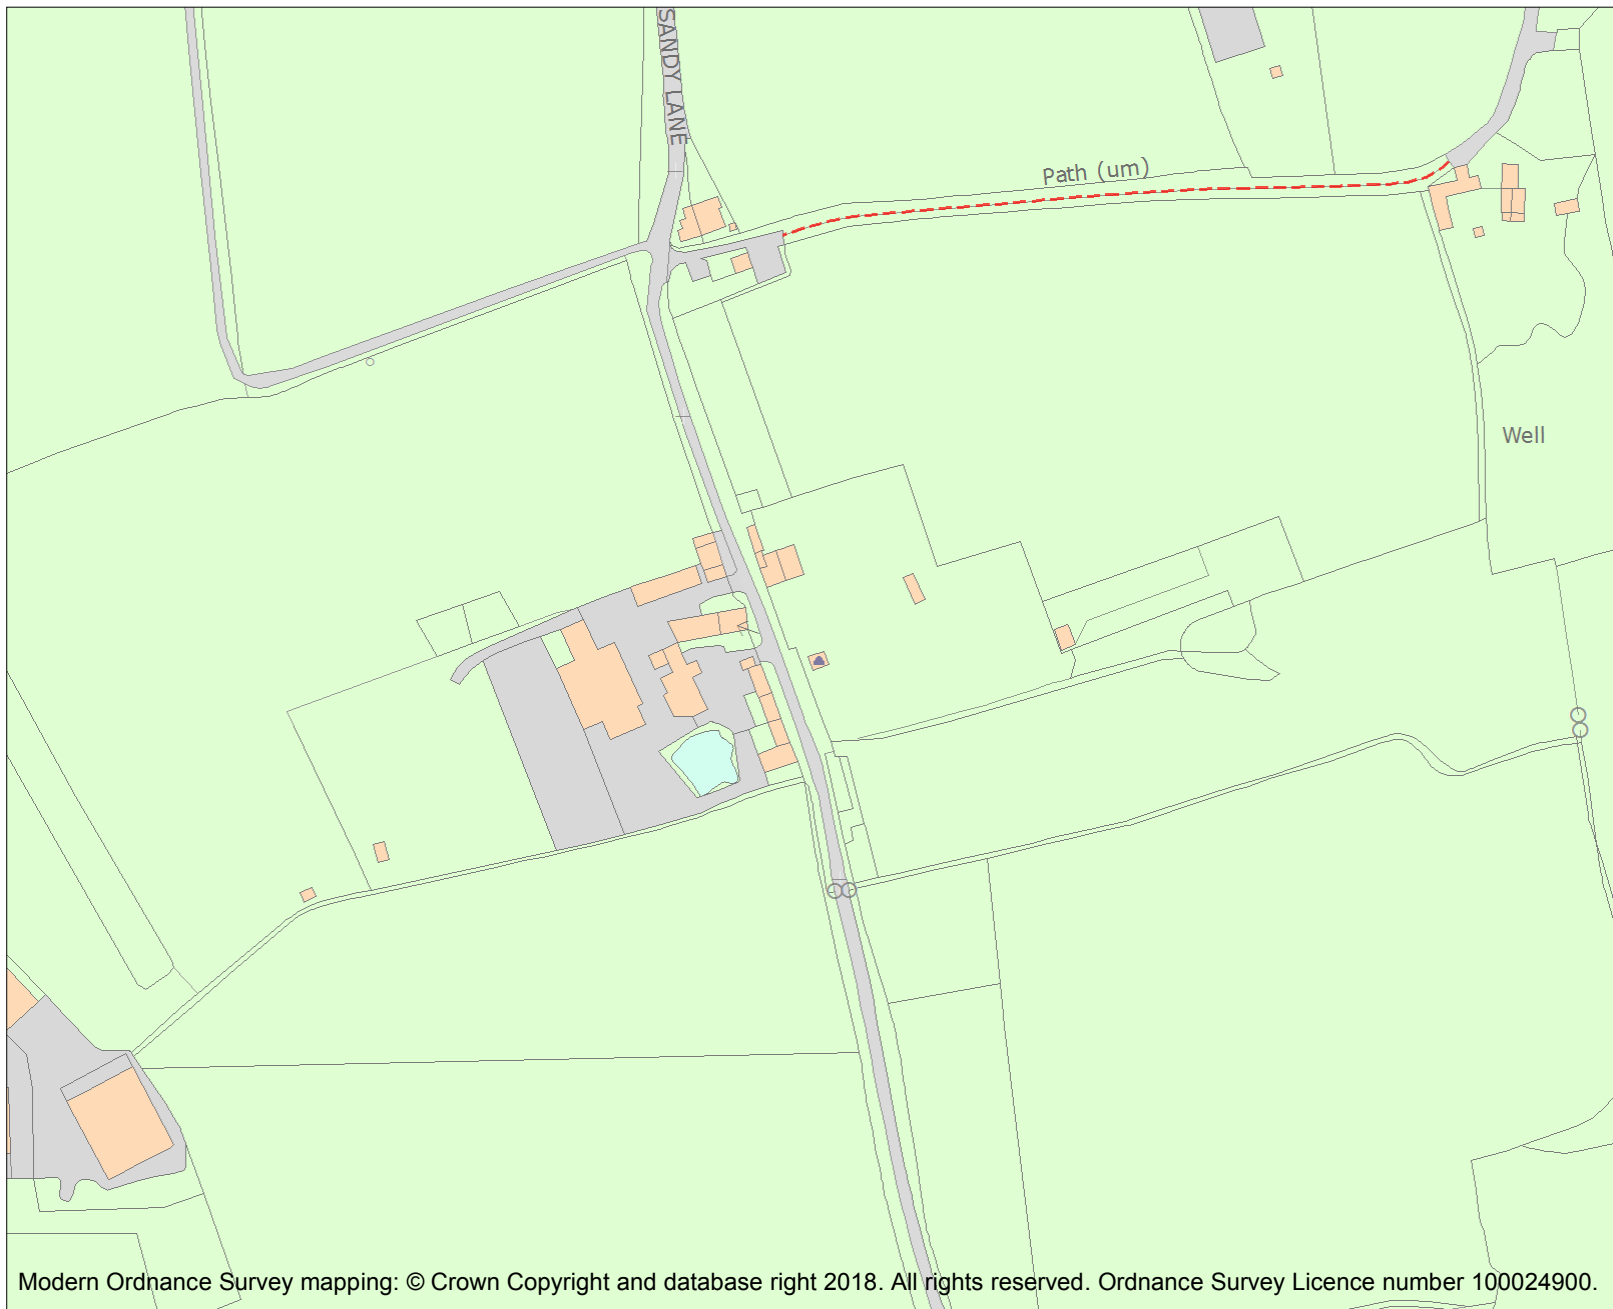 SANDY LANE
Path (um)
Well
Modern Ordnance Survey mapping: © Crown Copyright and database right 2018. All rights reserved. Ordnance Survey Licence number 100024900.